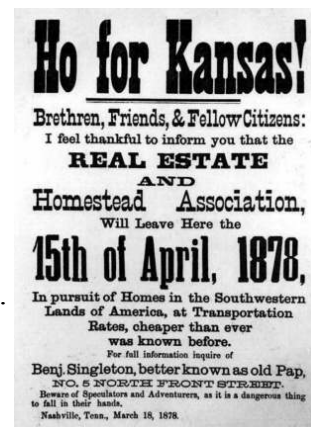 Ho for Kansas!
Brethren, Friends, & Fellow Citizens:
I feel thankful to inform you that the
REAL ESTATE
AND
Homestead Association,
Will Leave Here the
15th of April, 1878,
In pursuit of Homes in the Southwestern
Lands of America, at Transportation
Rates, cheaper than ever
was known before.
For full information inquire of
Benj. Singleton, better known as old Pap,
NO. 5 NORTH FRONT STREET.
Beware of Speculators and Adventurers, as it is a dangerous thing
to fall in their hands.
Nashville, Tenn., March 18, 1878.